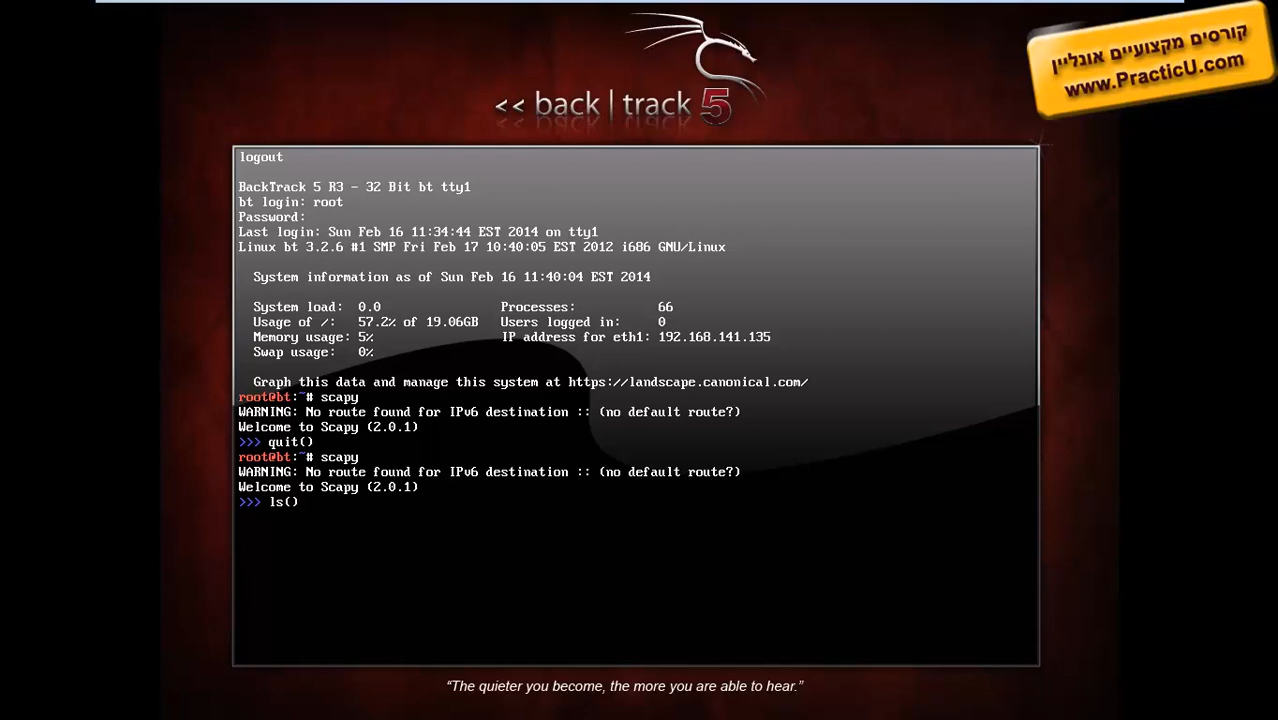 קורסים מקצועיים אונליין
www.PracticU.com
<< back | track 5
logout
BackTrack 5 R3 - 32 Bit bt tty1
bt login: root
Password:
Last login: Sun Feb 16 11:34:44 EST 2014 on tty1
Linux bt 3.2.6 #1 SMP Fri Feb 17 10:40:05 EST 2012 i686 GNU/Linux
System information as of Sun Feb 16 11:40:04 EST 2014
System load: 0.0 Processes: 66
Usage of /: 57.2% of 19.06GB Users logged in: 0
Memory usage: 5% IP address for eth1: 192.168.141.135
Swap usage: 0%
Graph this data and manage this system at https://landscape.canonical.com/
root@bt:~# scapy
WARNING: No route found for IPv6 destination :: (no default route?)
Welcome to Scapy (2.0.1)
>>> quit()
root@bt:~# scapy
WARNING: No route found for IPv6 destination :: (no default route?)
Welcome to Scapy (2.0.1)
>>> ls()
“The quieter you become, the more you are able to hear.”